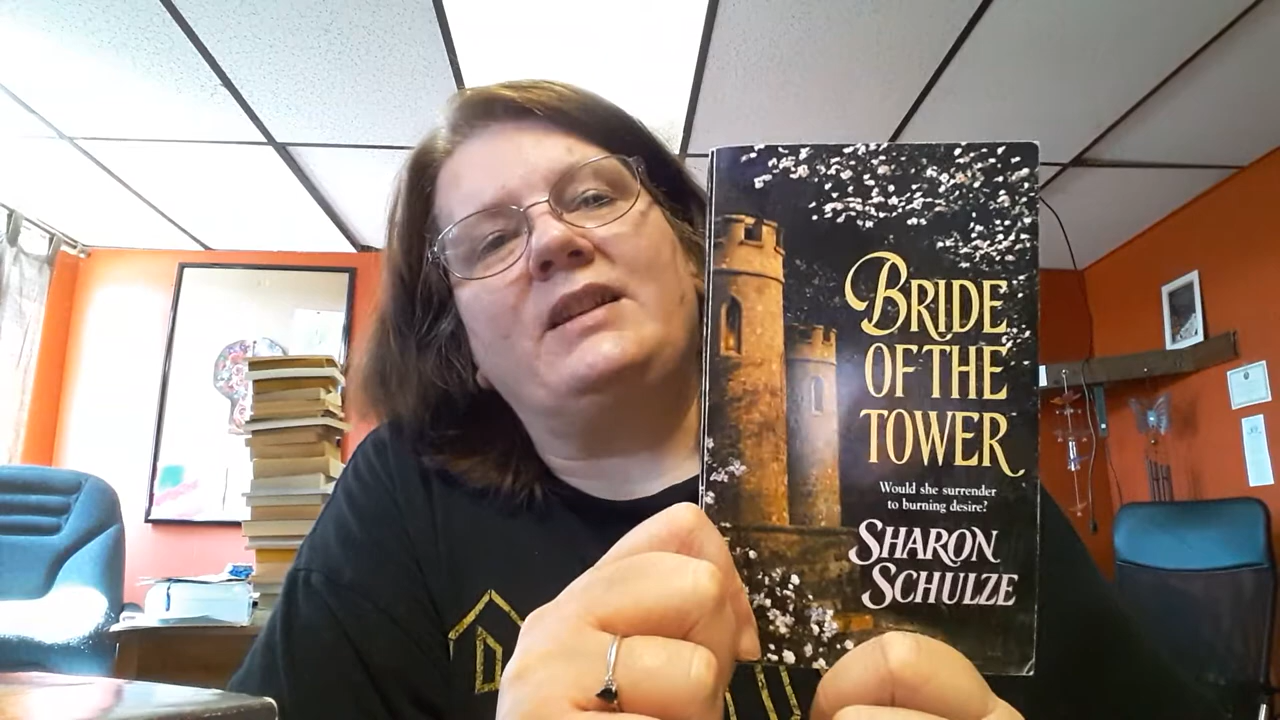 BRIDE
OF THE
TOWER
Would she surrender
to burning desire?
SHARON
SCHULZE